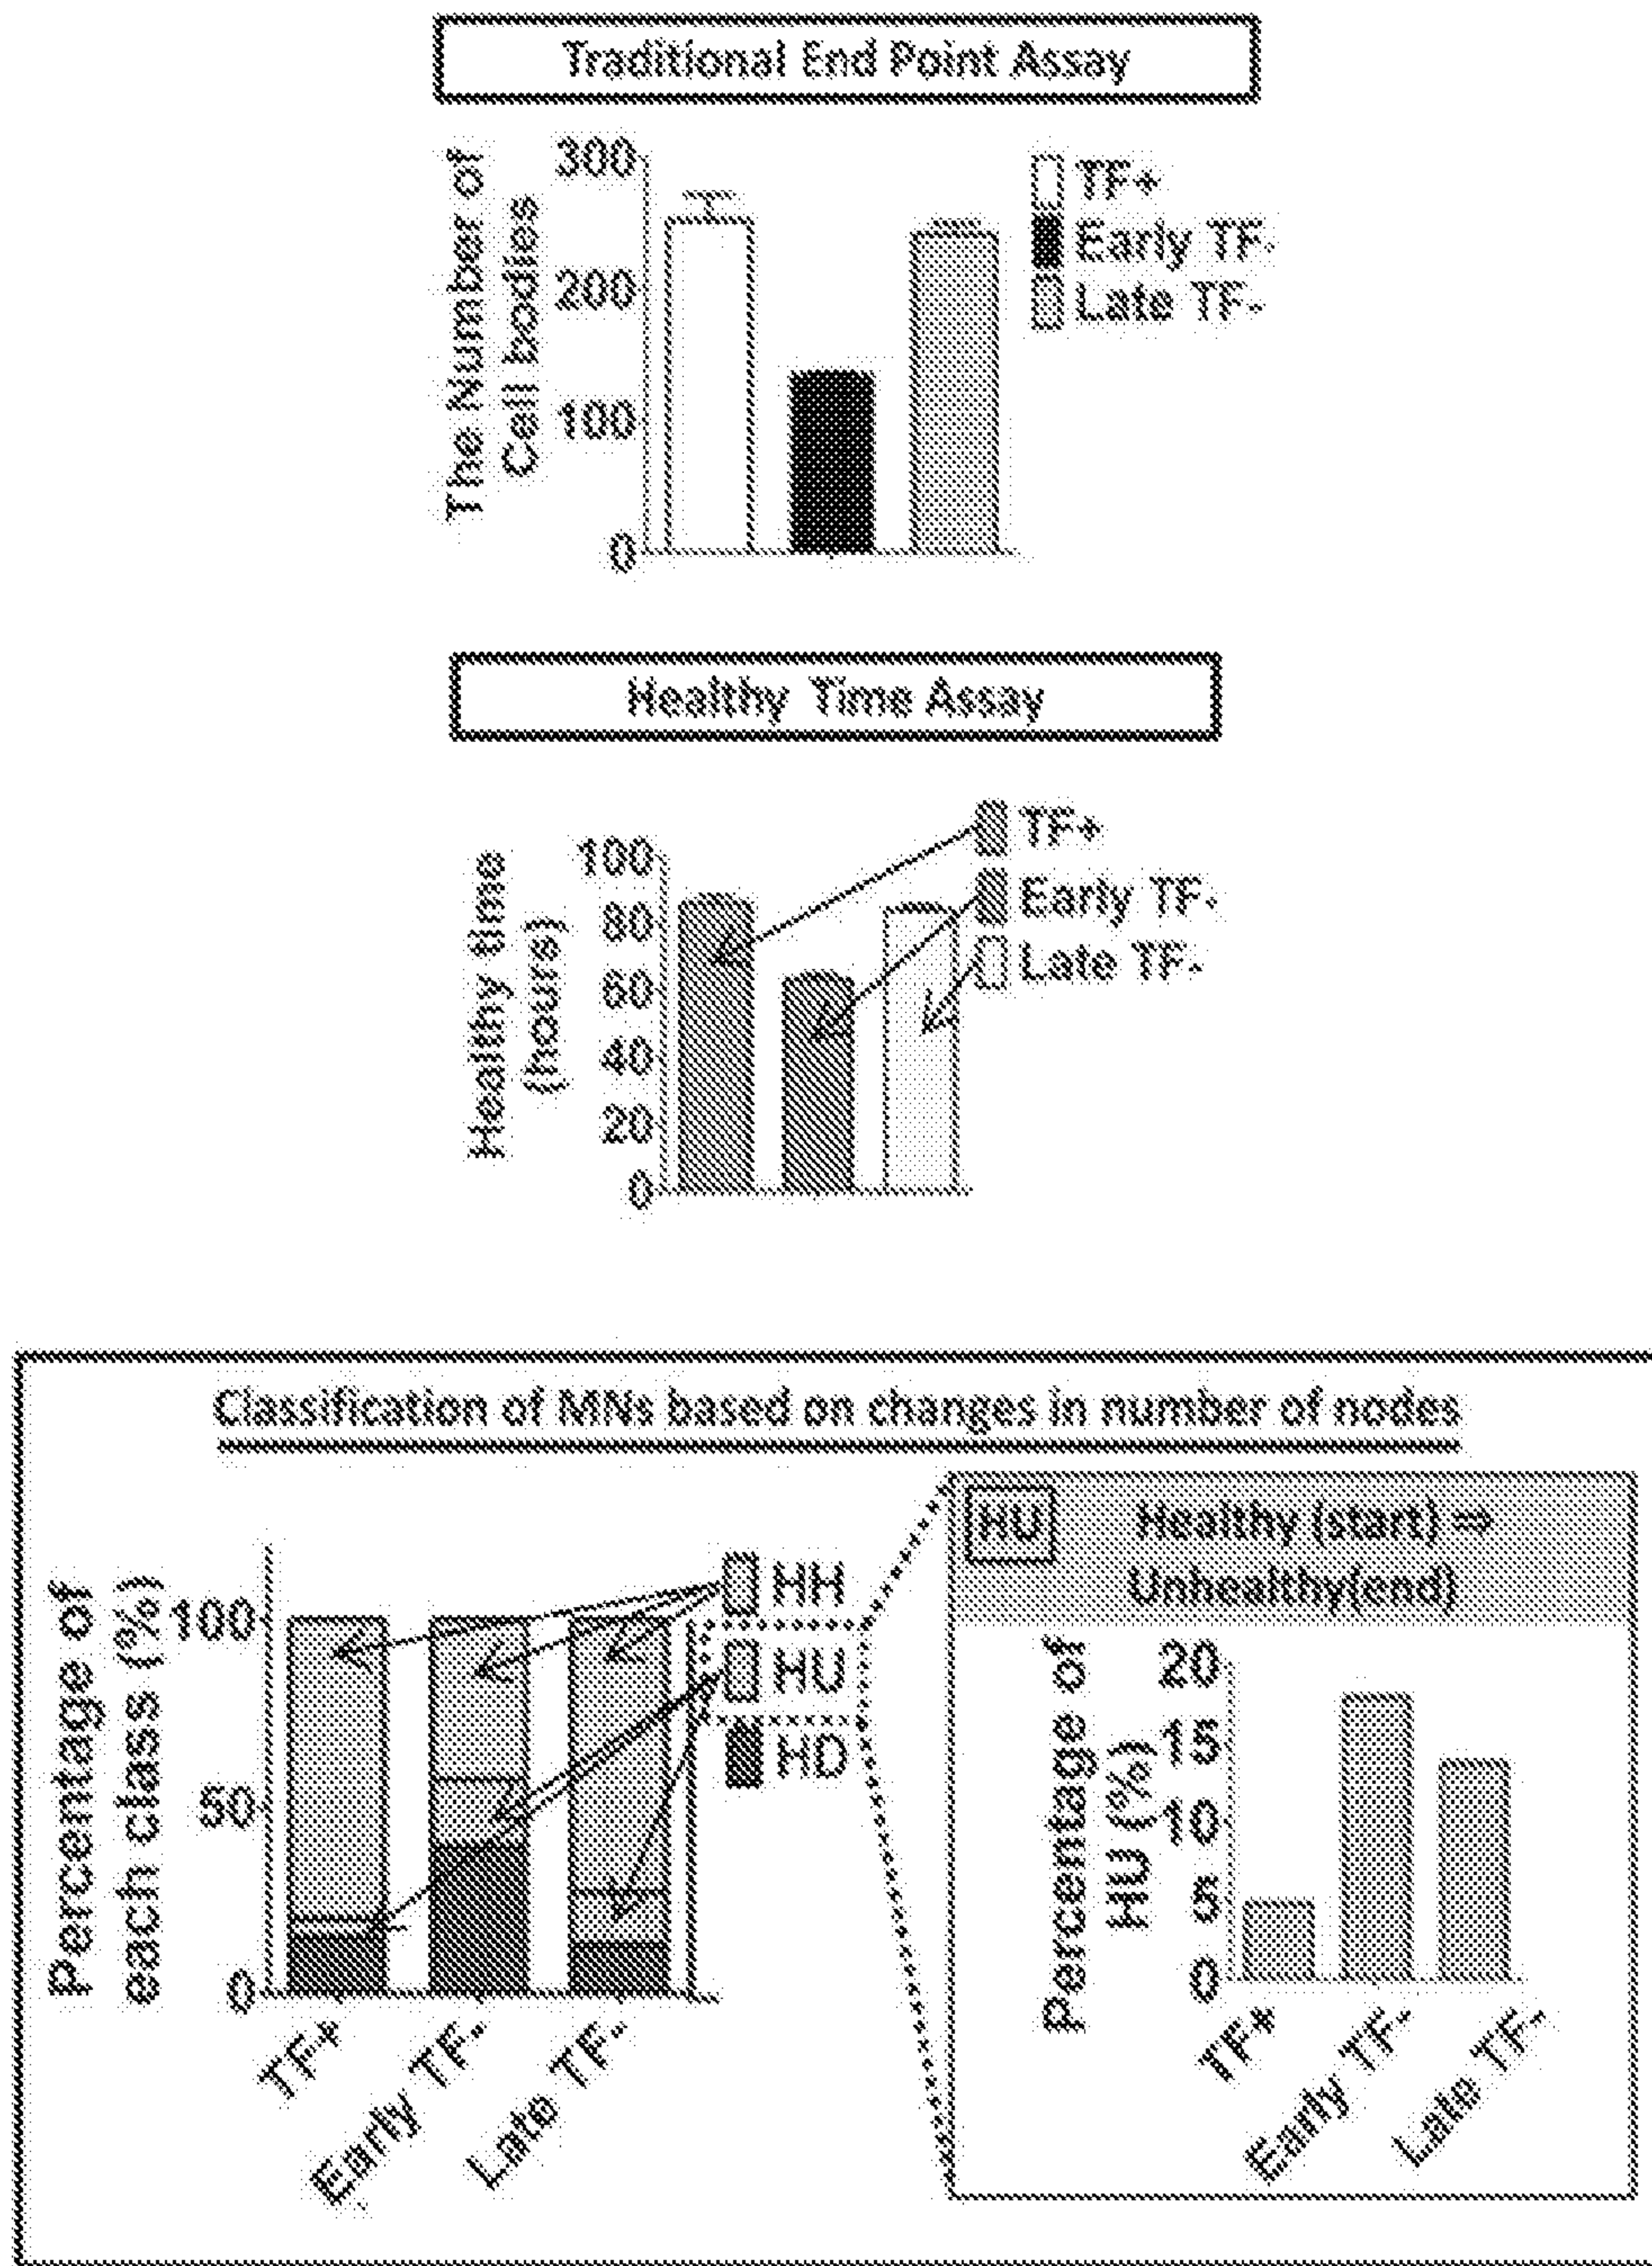 Traditional End Point Assay
The Number of
Cell bodies
300
200
100
0
TF+
Early TF-
Late TF-
Healthy Time Assay
Healthy time
(hours)
100
80
60
40
20
0
TF+
Early TF-
Late TF-
Classification of MNs based on changes in number of nodes
Percentage of
each class (%)
100
50
0
TF+
Early TF-
Late TF-
HH
HU
HD
HU
Healthy (start) ⇒
Unhealthy(end)
Percentage of
HU (%)
20
15
10
5
0
TF+
Early TF-
Late TF-